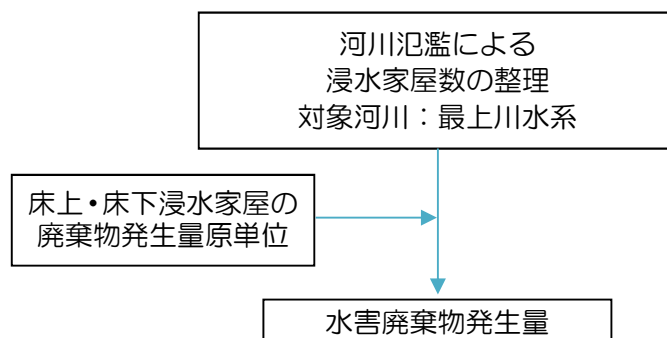 河川氾濫による
浸水家屋数の整理
対象河川：最上川水系
床上・床下浸水家屋の
廃棄物発生量原単位
水害廃棄物発生量